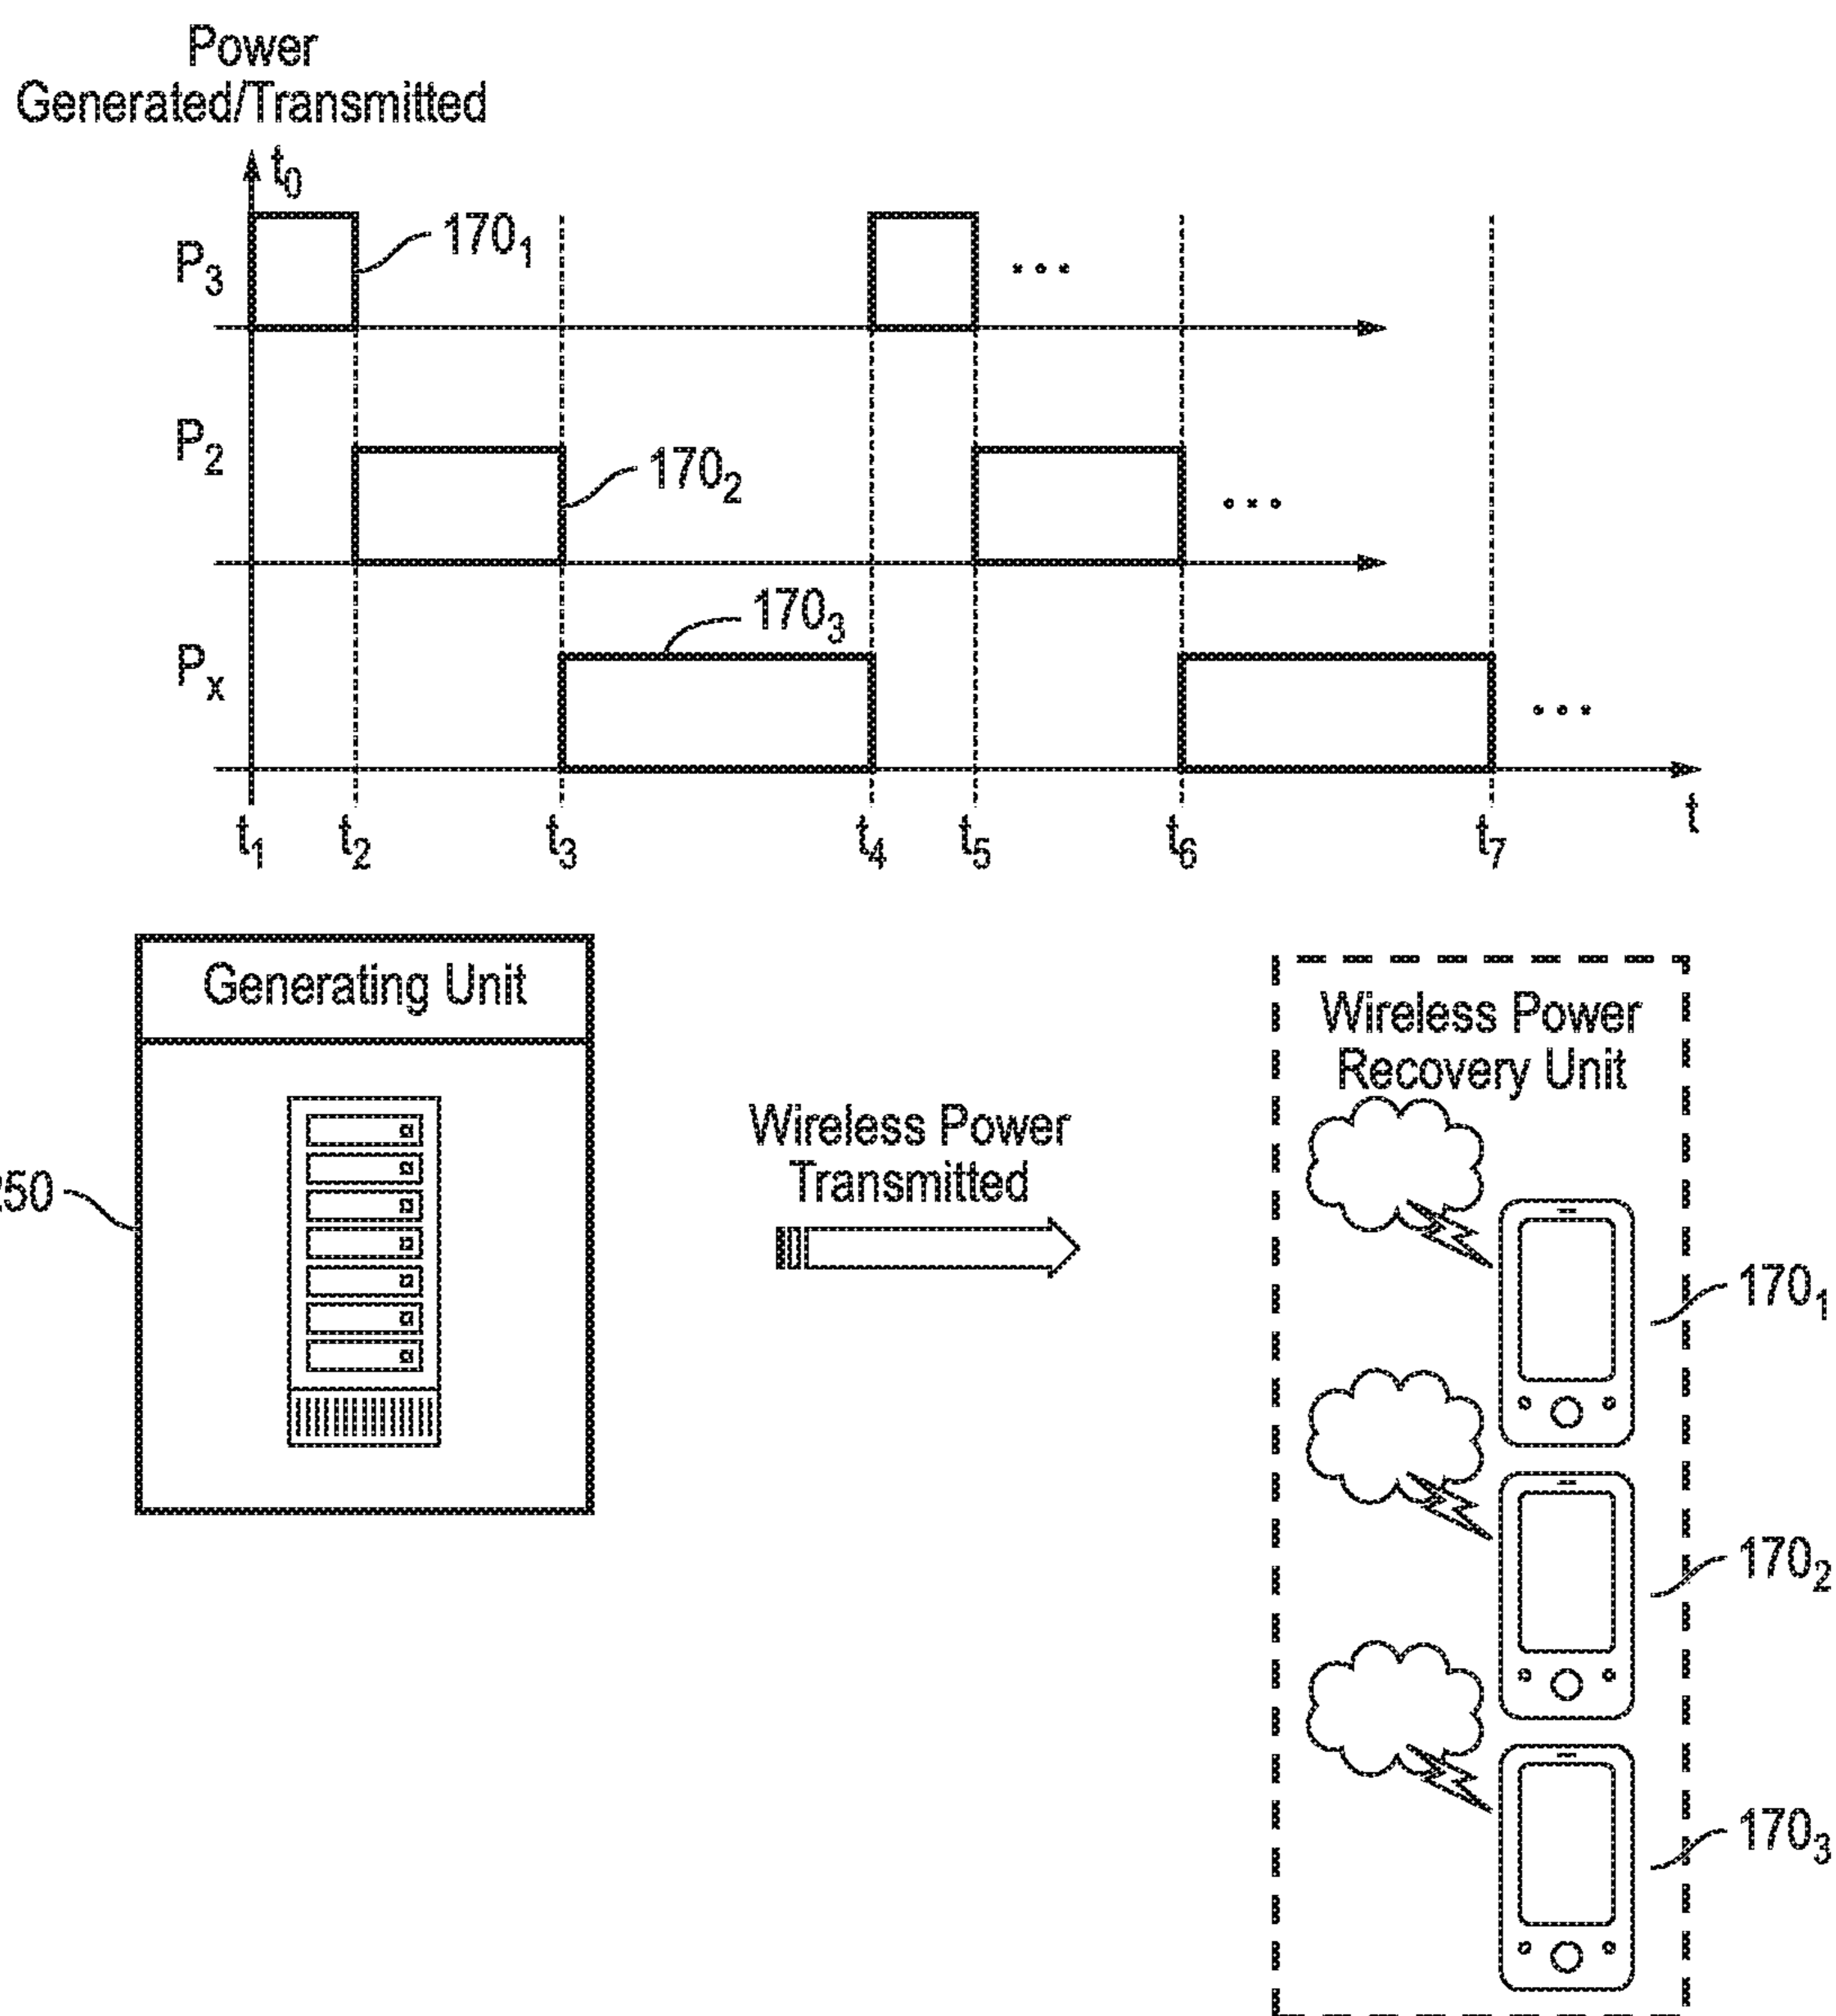 Power
Generated/Transmitted
t₀
P₃
170₁
...
P₂
170₂
...
Pₓ
170₃
...
t₁ t₂ t₃ t₄ t₅ t₆ t₇ t
Generating Unit
Wireless Power
Recovery Unit
Wireless Power
Transmitted
50
170₁
170₂
170₃